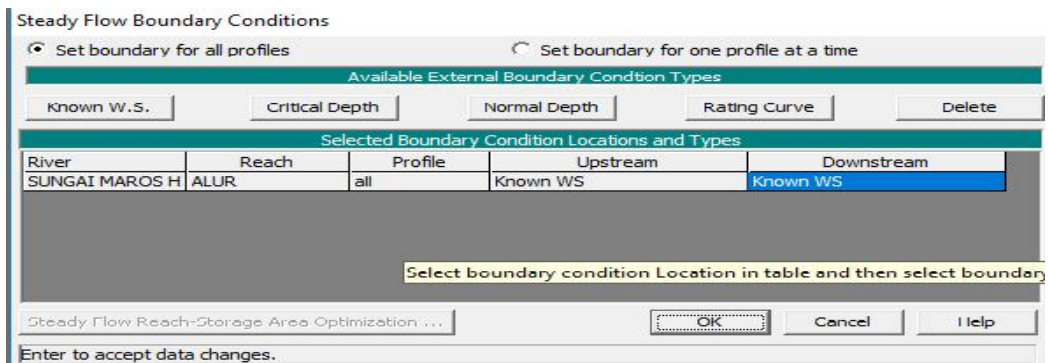 Steady Flow Boundary Conditions
Set boundary for all profiles Set boundary for one profile at a time
Available External Boundary Condtion Types
Known W.S. Critical Depth Normal Depth Rating Curve Delete
Selected Boundary Condition Locations and Types
River Reach Profile Upstream Downstream
SUNGAI MAROS H ALUR all Known WS Known WS
Select boundary condition Location in table and then select boundary
Steady Flow Reach-Storage Area Optimization ... OK Cancel Help
Enter to accept data changes.